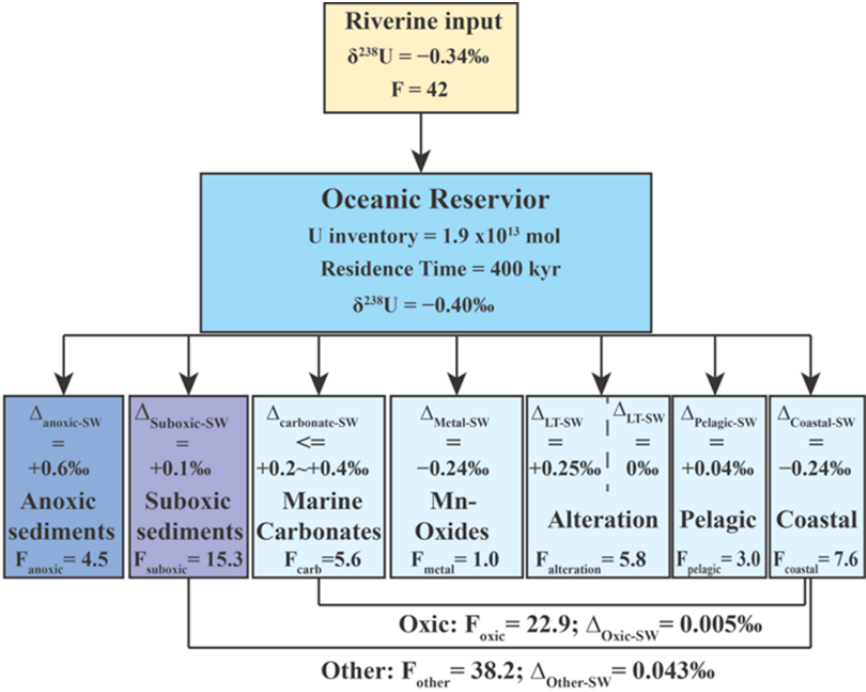 Riverine input
δ²³⁸U = −0.34‰
F = 42
Oceanic Reservior
U inventory = 1.9 x10¹³ mol
Residence Time = 400 kyr
δ²³⁸U = −0.40‰
Δanoxic-SW
=
+0.6‰
Anoxic
sediments
Fanoxic= 4.5
ΔSuboxic-SW
=
+0.1‰
Suboxic
sediments
Fsuboxic= 15.3
Δcarbonate-SW
<=
+0.2~+0.4‰
Marine
Carbonates
Fcarb=5.6
ΔMetal-SW
=
−0.24‰
Mn-
Oxides
Fmetal= 1.0
ΔLT-SW
=
+0.25‰
ΔLT-SW
=
0‰
Alteration
Falteration= 5.8
ΔPelagic-SW
=
+0.04‰
Pelagic
Fpelagic= 3.0
ΔCoastal-SW
=
−0.24‰
Coastal
Fcoastal= 7.6
Oxic: Foxic= 22.9; ΔOxic-SW= 0.005‰
Other: Fother= 38.2; ΔOther-SW= 0.043‰